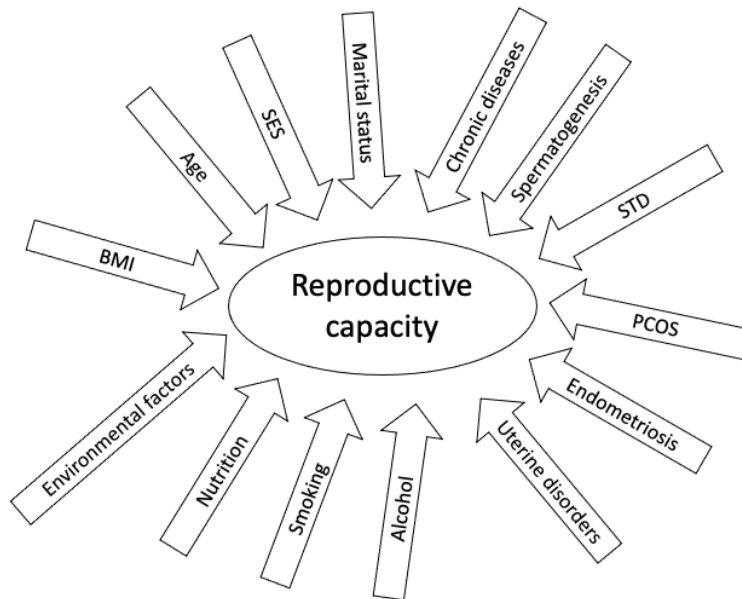 Marital status
Chronic diseases
SES
Spermatogenesis
Age
STD
BMI
Reproductive
capacity
PCOS
Environmental factors
Endometriosis
Nutrition
Smoking
Alcohol
Uterine disorders